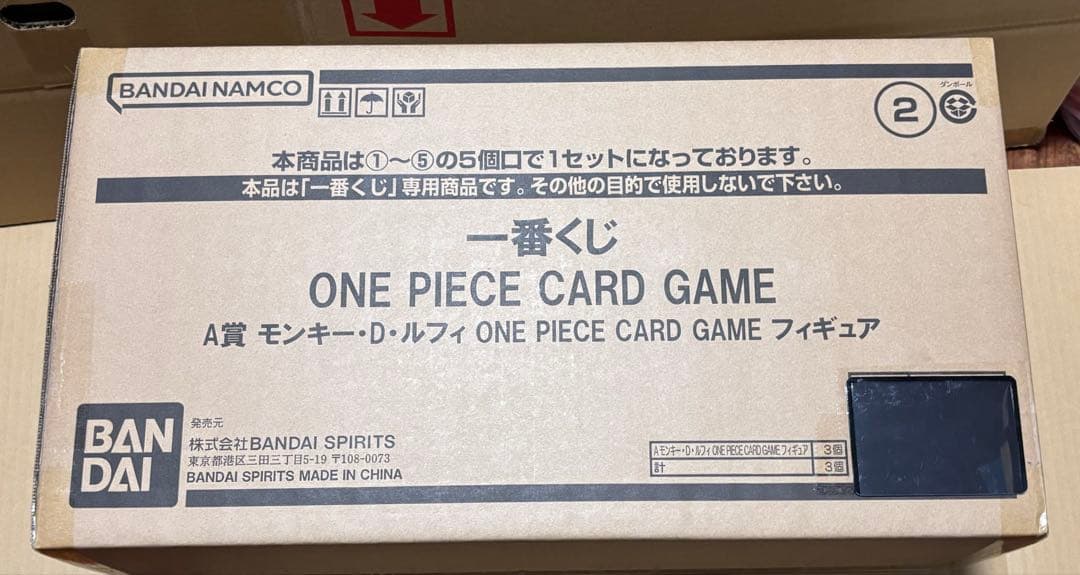 BANDAI NAMCO
②
ダンボール
本商品は①～⑤の5個口で1セットになっております。
本品は「一番くじ」専用商品です。その他の目的で使用しないで下さい。
一番くじ
ONE PIECE CARD GAME
A賞 モンキー・D・ルフィ ONE PIECE CARD GAME フィギュア
BAN
DAI
発売元
株式会社BANDAI SPIRITS
東京都港区三田三丁目5-19 〒108-0073
BANDAI SPIRITS MADE IN CHINA
A モンキー・D・ルフィ ONE PIECE CARD GAME フィギュア 3個
計 3個